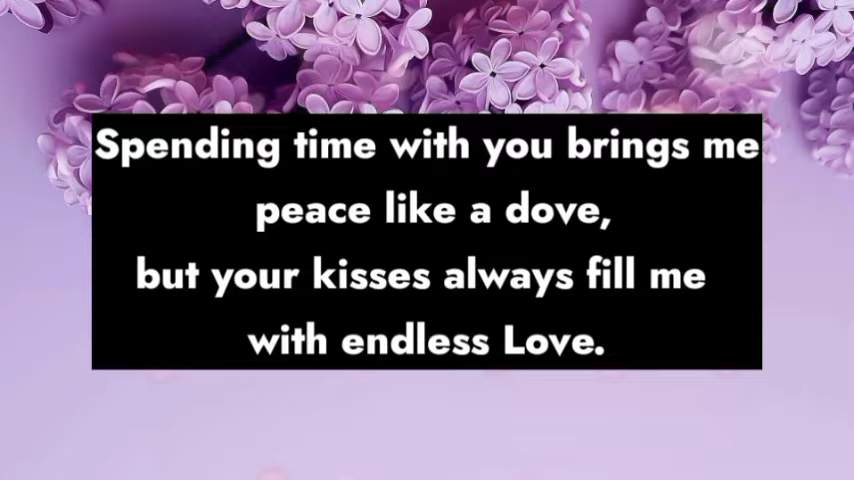 Spending time with you brings me
peace like a dove,
but your kisses always fill me
with endless Love.